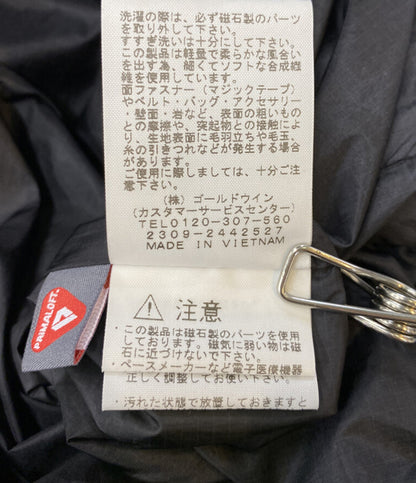 洗濯の際は、必ず磁石製のパーツ
を取り外して下さい。
すすぎ洗いは十分にして下さい。
この製品は軽量で柔らかな風合い
を出す為、細くてソフトな合成繊
維を使用しています。
面ファスナー（マジックテープ）
やベルト・バッグ・アクセサリー
・壁面・岩など、表面の粗いもの
との摩擦や、突起物との接触によ
り、生地表面に毛羽立ちや毛玉、
糸の引きつれなどが発生する場合
があります。
ご使用に際しましては、十分ご注
意下さい。
（株）ゴールドウイン
（カスタマーサービスセンター）
TEL0120-307-560
2309-2442527
MADE IN VIETNAM
PRIMALOFT
注意
・この製品は磁石製のパーツを使用
しております。磁気に弱い物は磁
石に近づけないで下さい。
・ペースメーカーなど電子医療機器
正しく調整してお使い下さい。
・汚れた状態で放置しておきますと